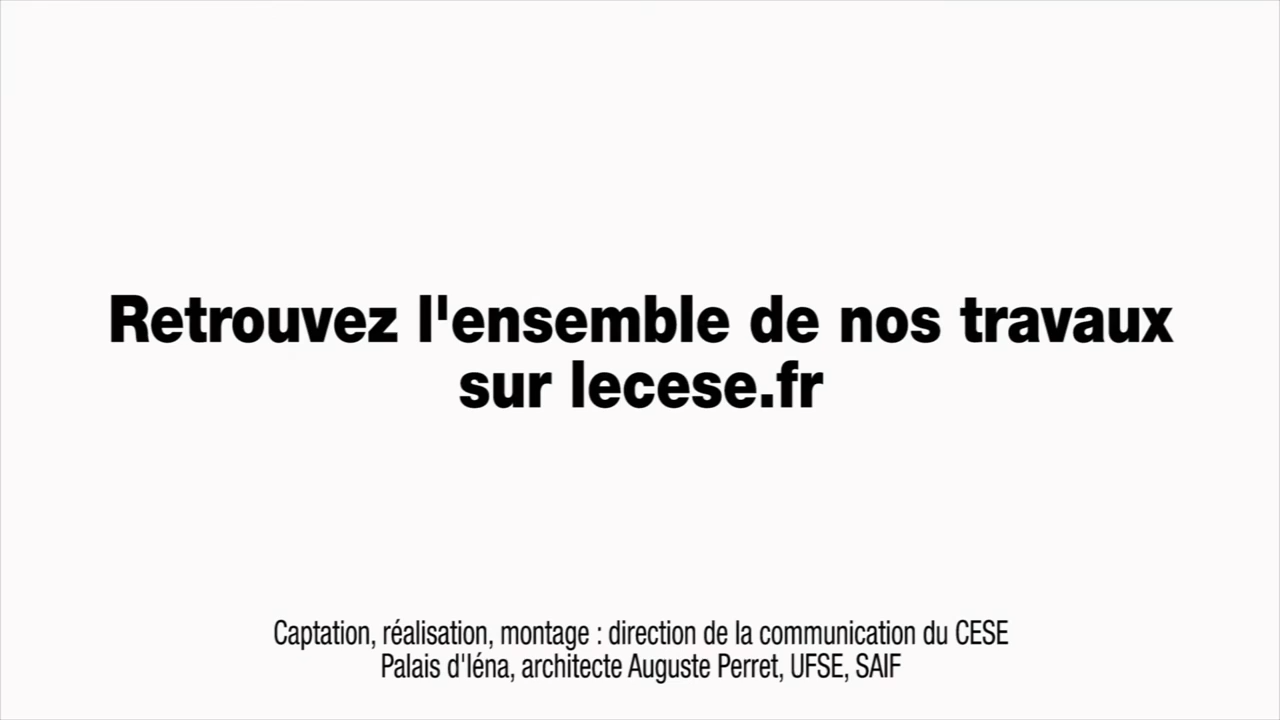 Retrouvez l'ensemble de nos travaux
sur lecese.fr
Captation, réalisation, montage : direction de la communication du CESE
Palais d'Iéna, architecte Auguste Perret, UFSE, SAIF